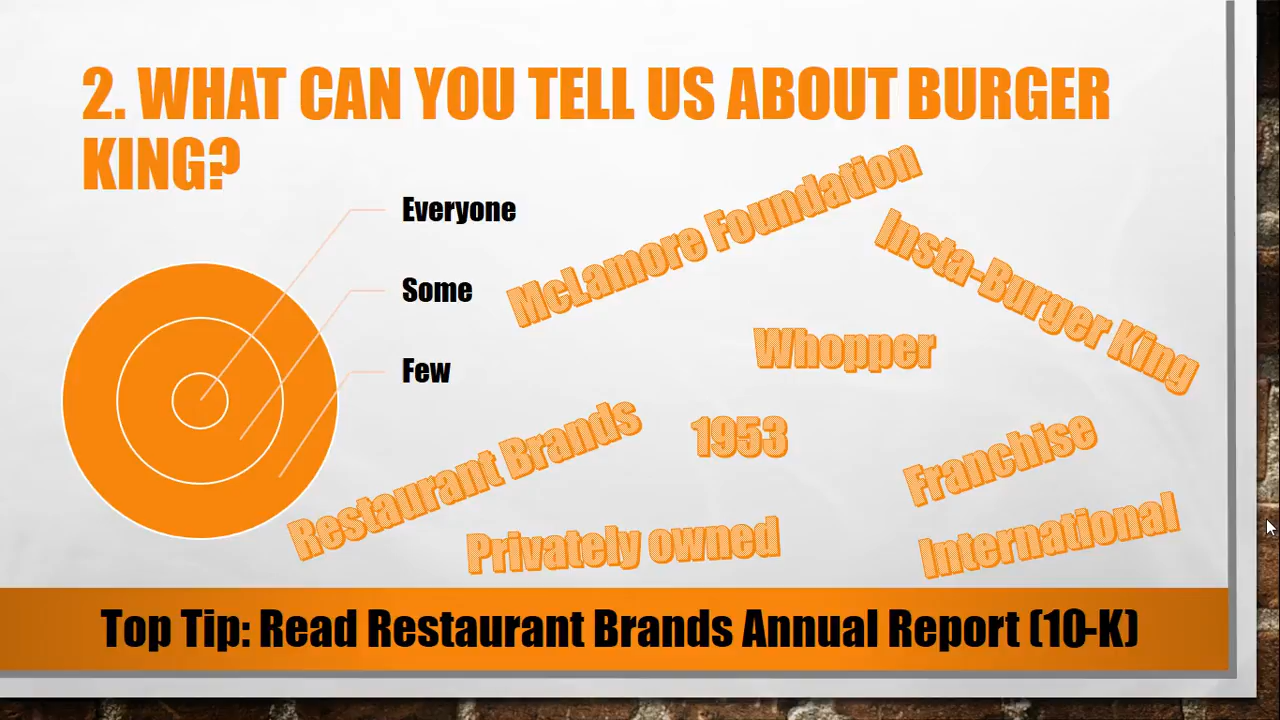 2. WHAT CAN YOU TELL US ABOUT BURGER
KING?
Everyone
Some
Few
McLamore Foundation
Insta-Burger King
Whopper
Restaurant Brands
1953
Franchise
Privately owned
International
Top Tip: Read Restaurant Brands Annual Report (10-K)